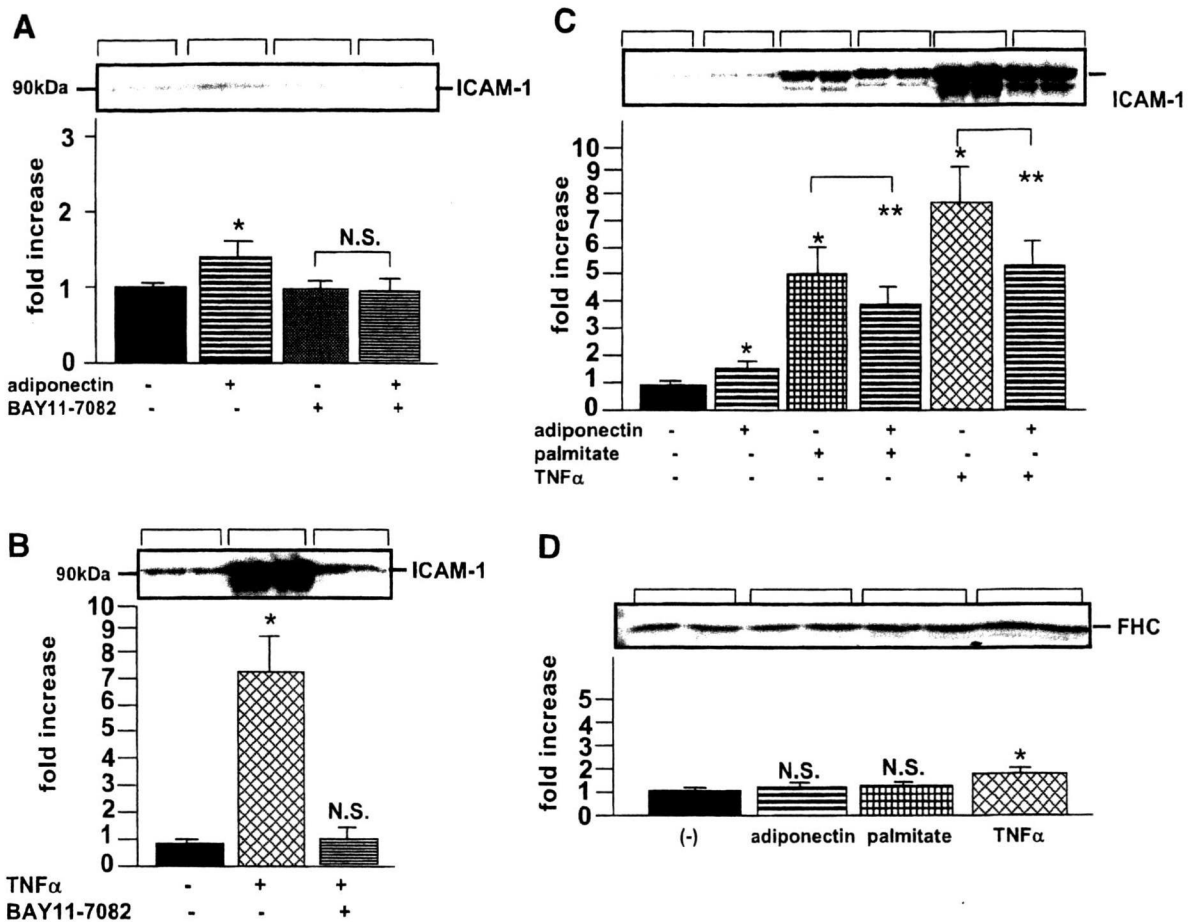 A
90kDa
ICAM-1
fold increase
3
2
1
0
*
N.S.
adiponectin - + - +
BAY11-7082 - - + +
B
90kDa
ICAM-1
fold increase
10
9
8
7
6
5
4
3
2
1
0
*
N.S.
TNFα - + +
BAY11-7082 - - +
C
ICAM-1
fold increase
10
9
8
7
6
5
4
3
2
1
0
*
*
**
*
**
adiponectin - + - + - +
palmitate - - + + - -
TNFα - - - - + +
D
FHC
fold increase
5
4
3
2
1
0
N.S.
N.S.
*
(-) adiponectin palmitate TNFα